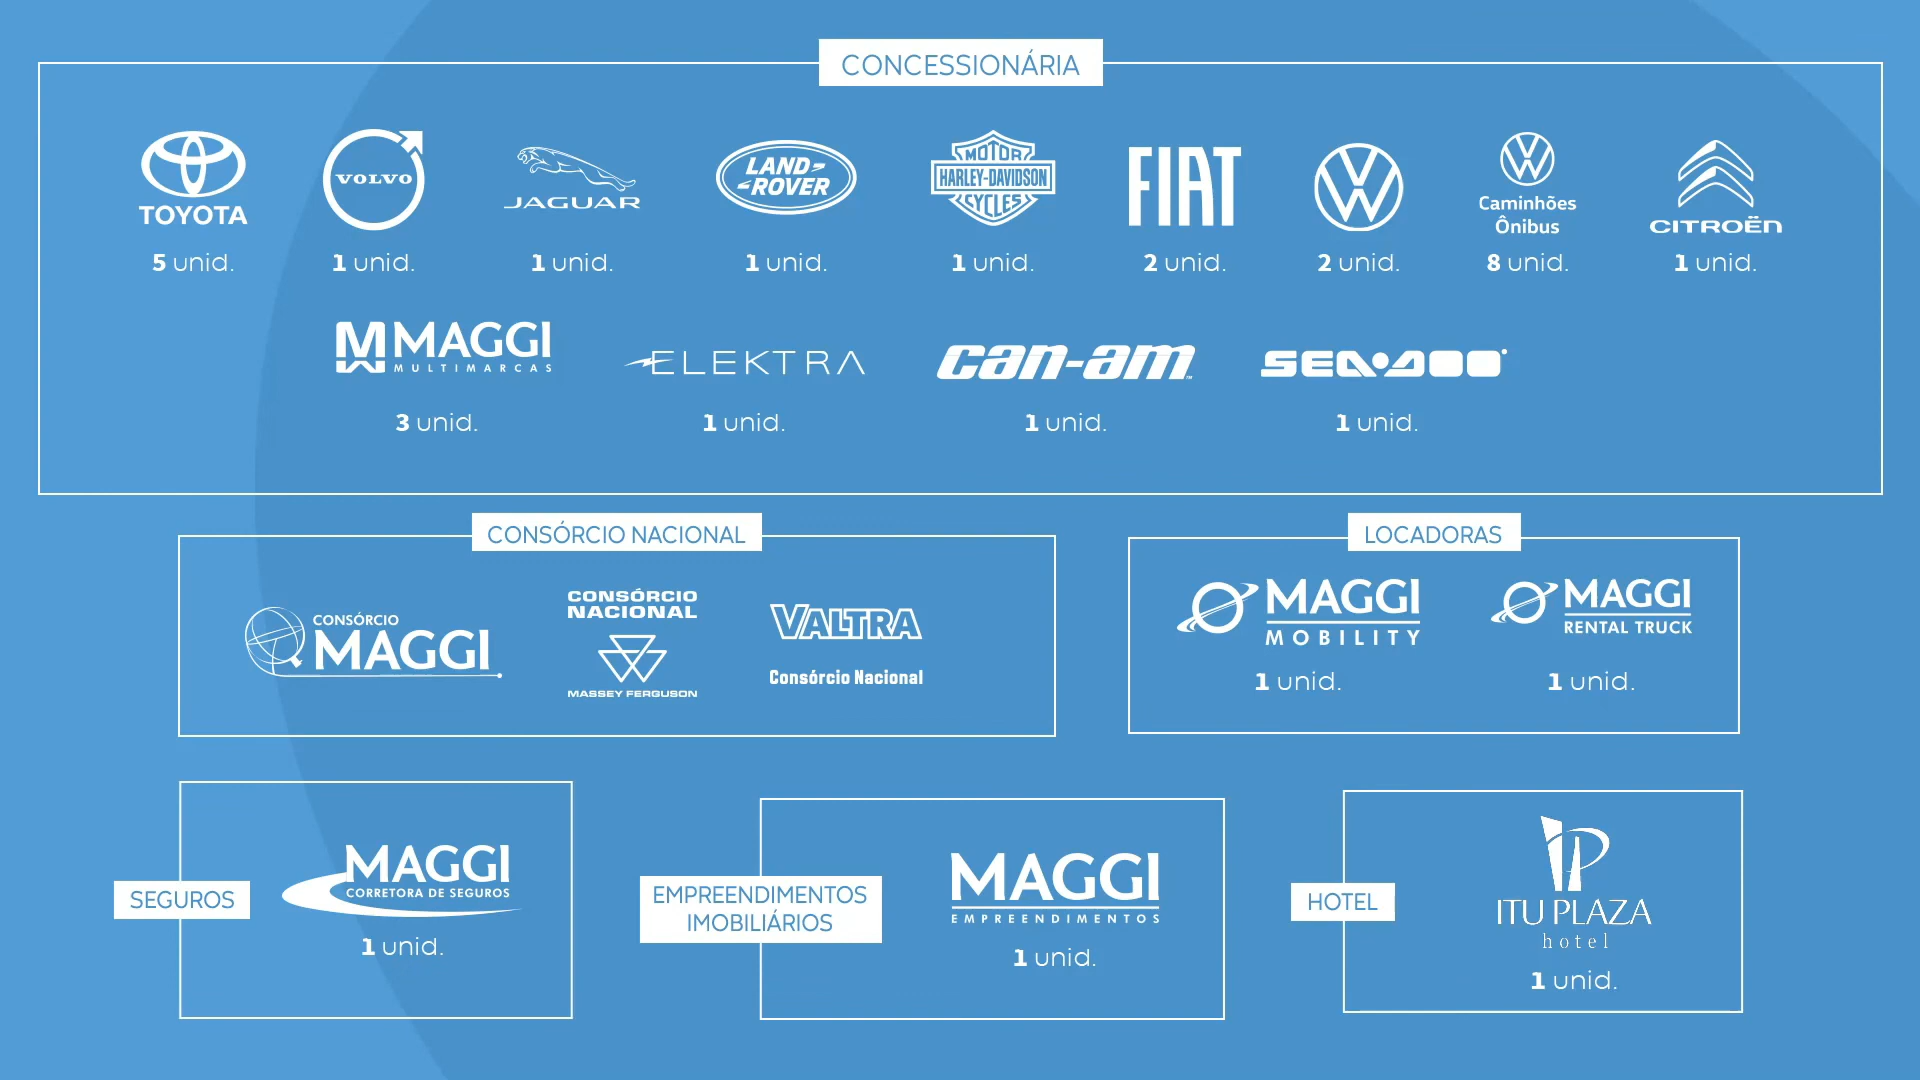 CONCESSIONÁRIA
TOYOTA
5 unid.
VOLVO
1 unid.
JAGUAR
1 unid.
LAND-
-ROVER
1 unid.
MOTOR
HARLEY-DAVIDSON
CYCLES
1 unid.
FIAT
2 unid.
VW
2 unid.
VW
Caminhões
Ônibus
8 unid.
CITROËN
1 unid.
MAGGI
MULTIMARCAS
3 unid.
ELEKTRA
1 unid.
can-am™
1 unid.
SEA-DOO
1 unid.
CONSÓRCIO NACIONAL
CONSÓRCIO
MAGGI
CONSÓRCIO
NACIONAL
MASSEY FERGUSON
VALTRA
Consórcio Nacional
LOCADORAS
MAGGI
MOBILITY
1 unid.
MAGGI
RENTAL TRUCK
1 unid.
SEGUROS
MAGGI
CORRETORA DE SEGUROS
1 unid.
EMPREENDIMENTOS
IMOBILIÁRIOS
MAGGI
EMPREENDIMENTOS
1 unid.
HOTEL
ITU PLAZA
hotel
1 unid.